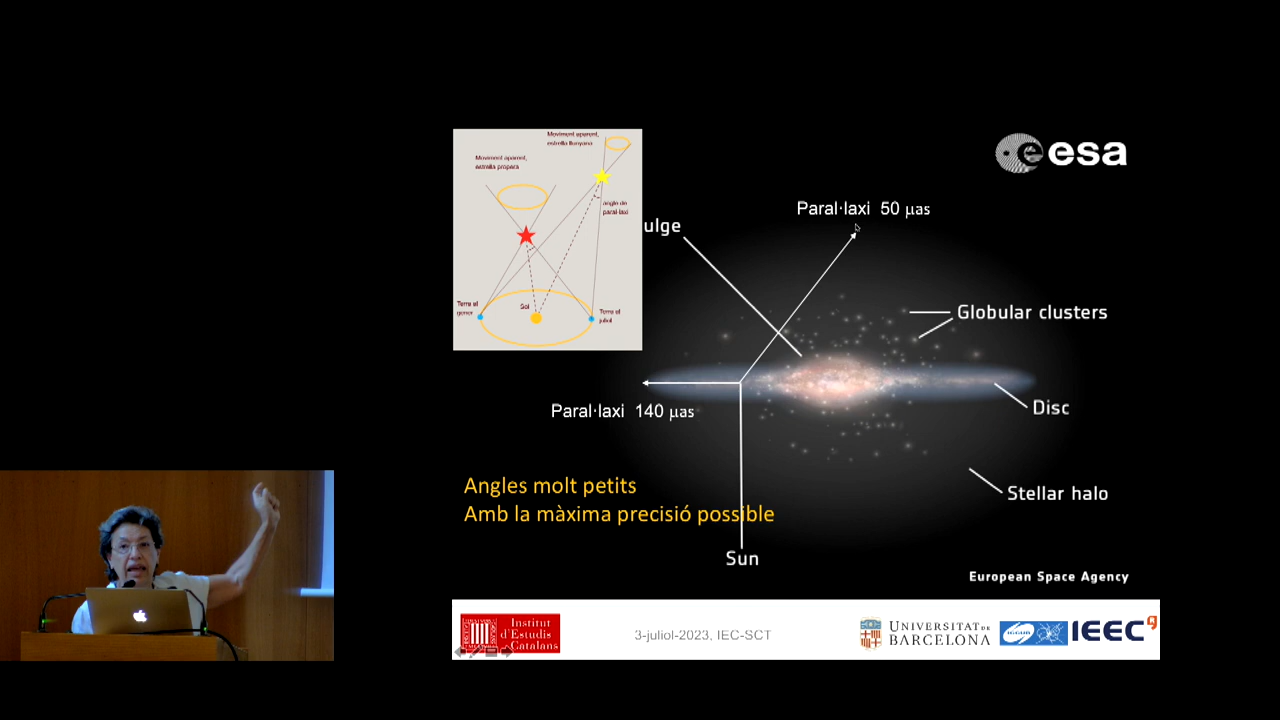 Moviment aparent,
estrella llunyana
Moviment aparent,
estrella propera
angle de
paral·laxi
Terra al
gener
Sol
Terra al
juliol
esa
Paral·laxi 50 μas
ulge
Globular clusters
Disc
Paral·laxi 140 μas
Stellar halo
Angles molt petits
Amb la màxima precisió possible
Sun
European Space Agency
Institut
d'Estudis
Catalans
3-juliol-2023, IEC-SCT
UNIVERSITAT DE
BARCELONA
ICCUB
IEEC